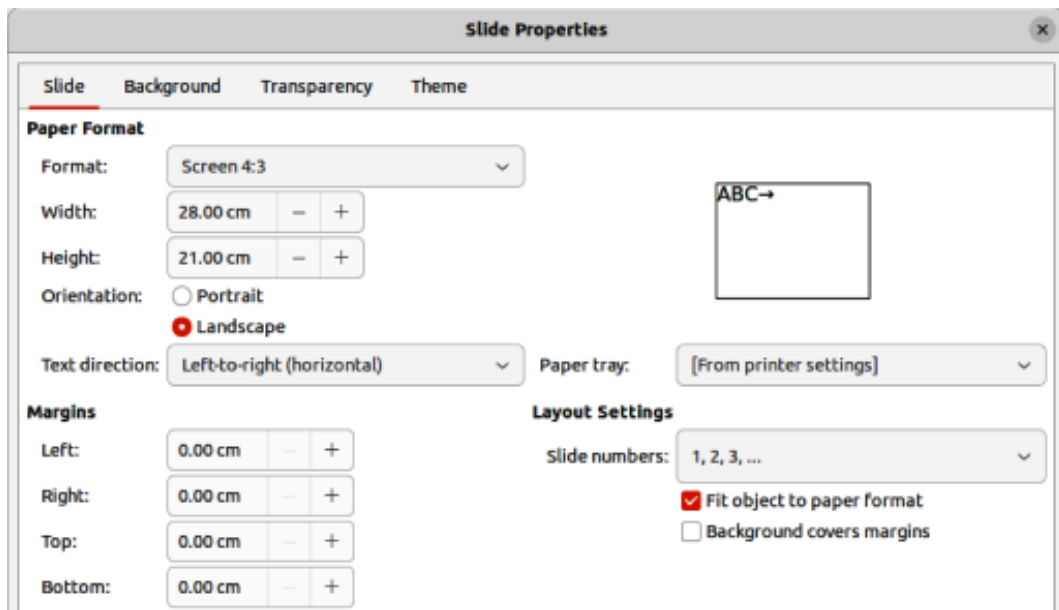 Slide Properties
Slide Background Transparency Theme
Paper Format
Format: Screen 4:3
Width: 28.00 cm
ABC→
Height: 21.00 cm
Orientation: Portrait
Landscape
Text direction: Left-to-right (horizontal) Paper tray: [From printer settings]
Margins Layout Settings
Left: 0.00 cm Slide numbers: 1, 2, 3, ...
Right: 0.00 cm Fit object to paper format
Top: 0.00 cm Background covers margins
Bottom: 0.00 cm